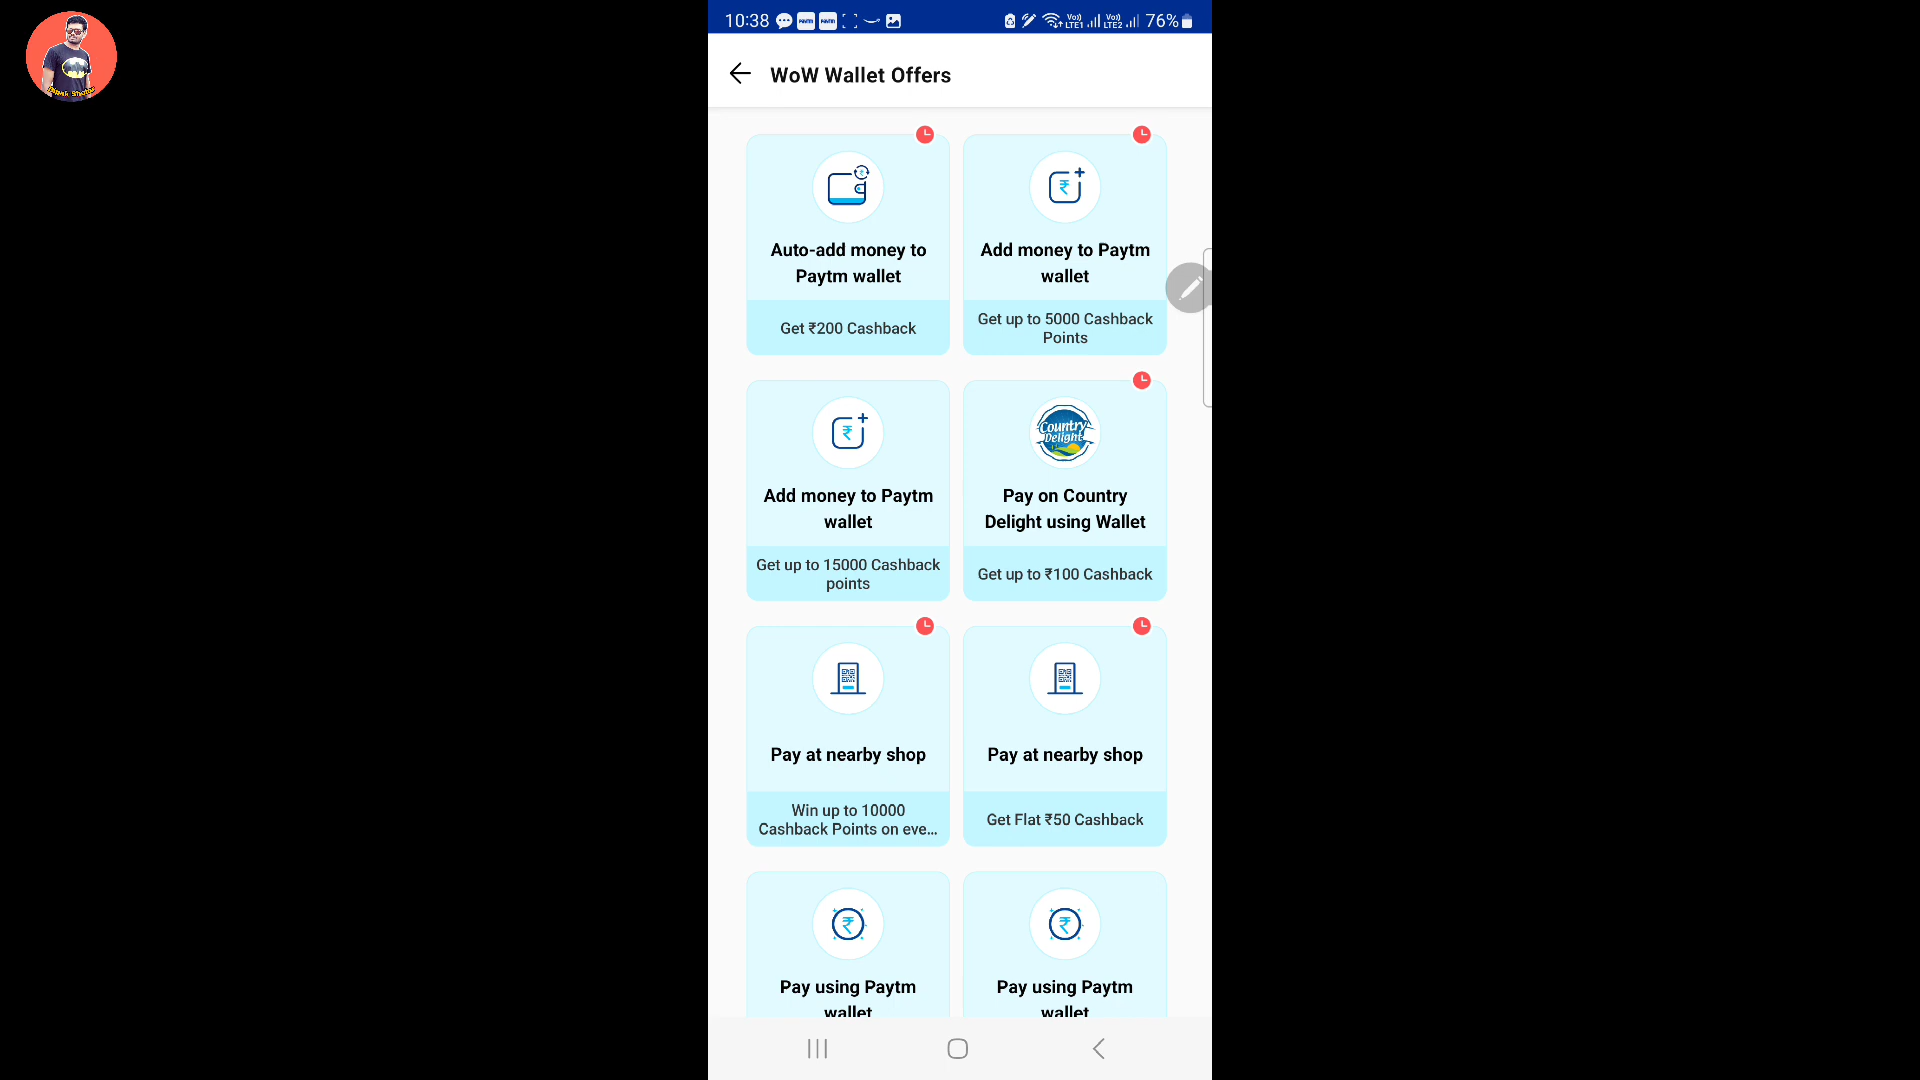 10:38
76%
WoW Wallet Offers
Auto-add money to
Paytm wallet
Get ₹200 Cashback
Add money to Paytm
wallet
Get up to 5000 Cashback
Points
Add money to Paytm
wallet
Get up to 15000 Cashback
points
Country
Delight
Pay on Country
Delight using Wallet
Get up to ₹100 Cashback
Pay at nearby shop
Win up to 10000
Cashback Points on eve...
Pay at nearby shop
Get Flat ₹50 Cashback
Pay using Paytm
wallet
Pay using Paytm
wallet